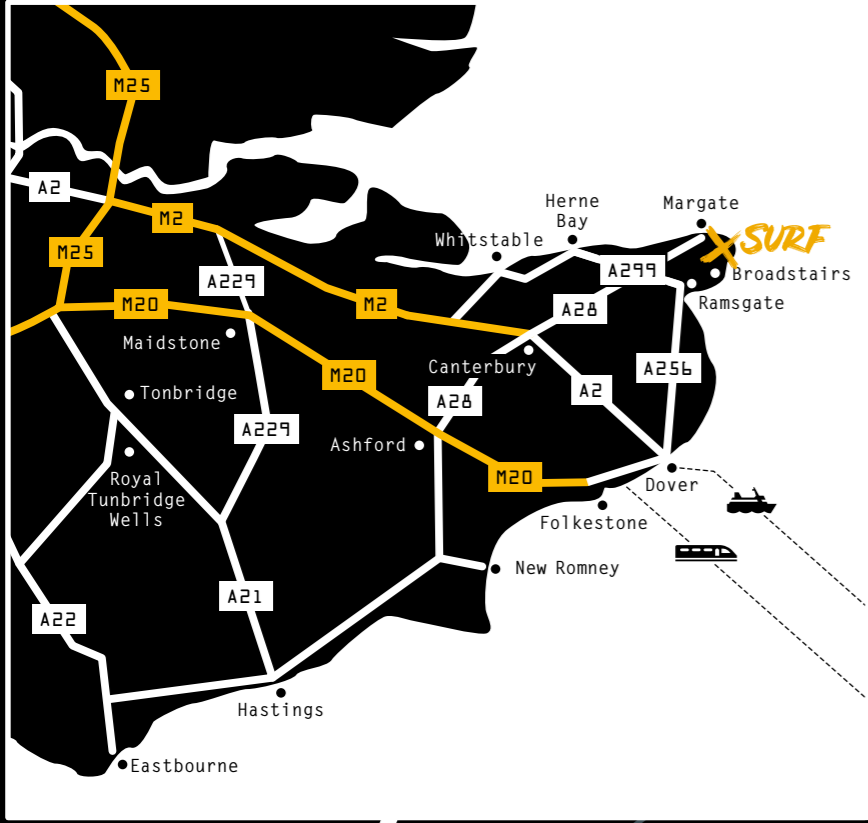 M25
A2
M2
Herne
Bay
Margate
SURF
Whitstable
M25
A299
Broadstairs
A229
Ramsgate
M20
M2
A28
Maidstone
Canterbury
A256
M20
A2
Tonbridge
A28
A229
Ashford
Royal
Tunbridge
Wells
M20
Dover
Folkestone
New Romney
A21
A22
Hastings
Eastbourne